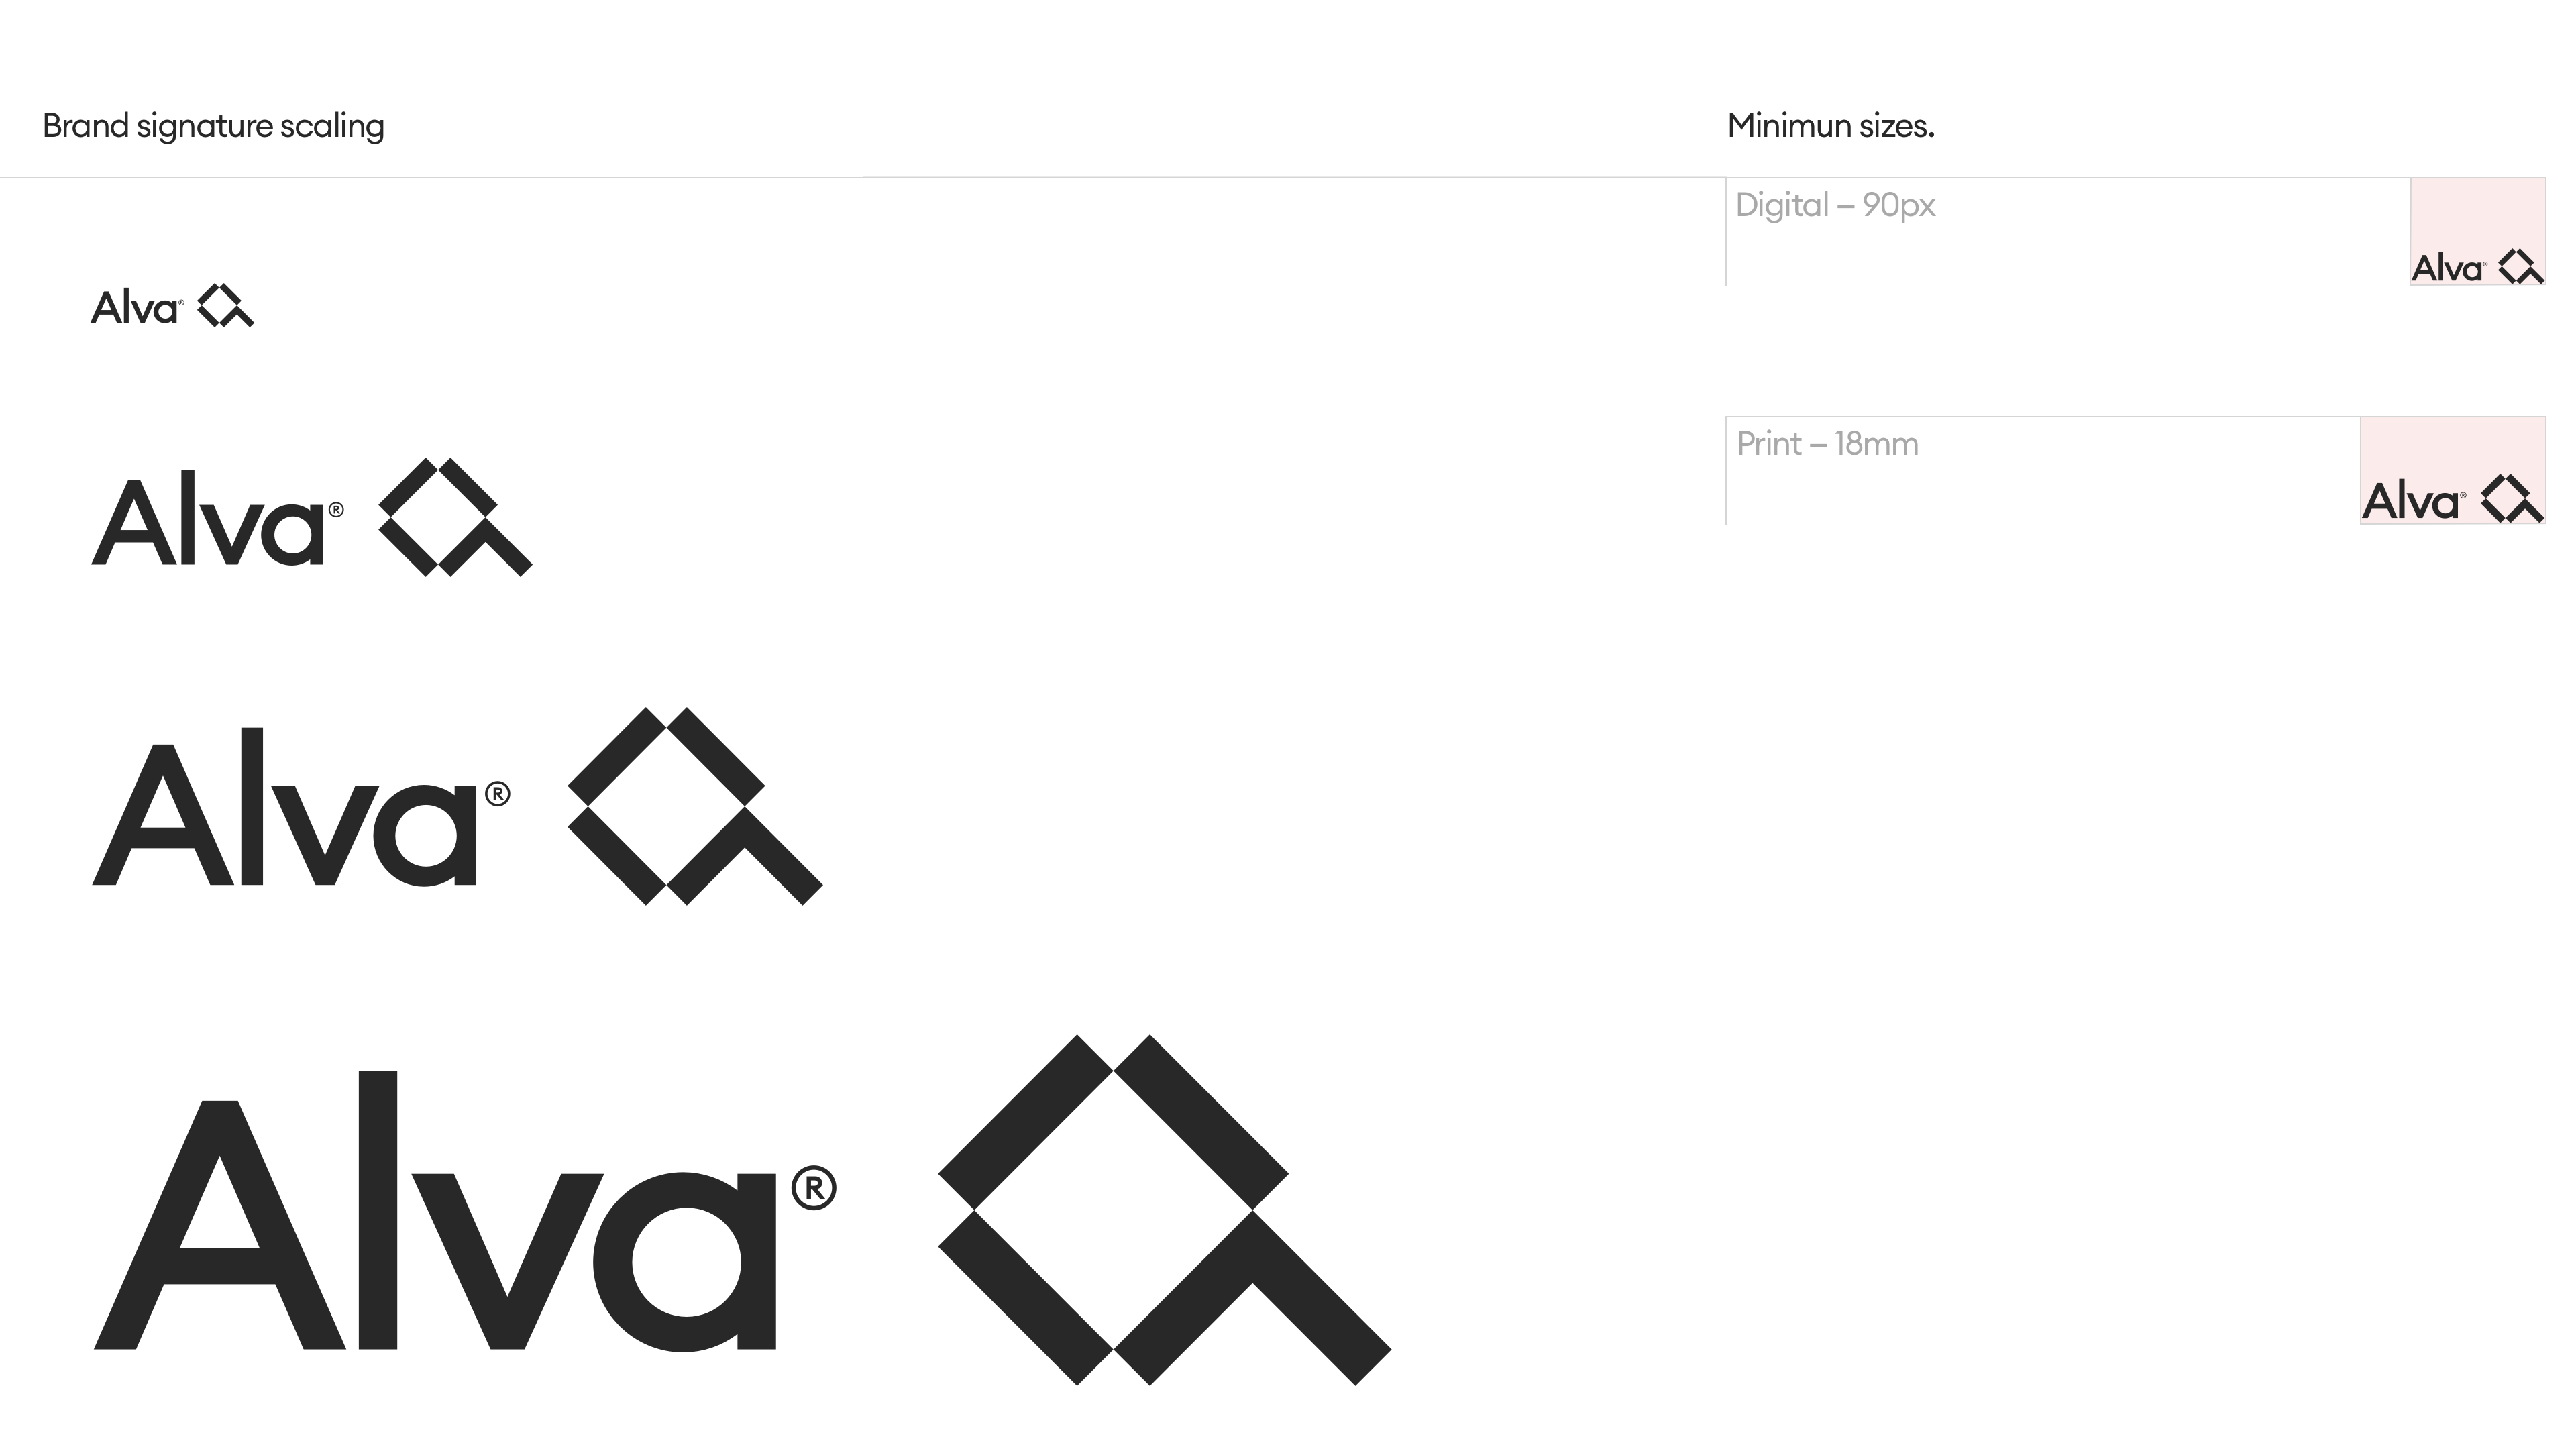 Brand signature scaling
Minimun sizes.
Digital – 90px
Alva®
Alva®
Print – 18mm
Alva®
Alva®
Alva®
Alva®